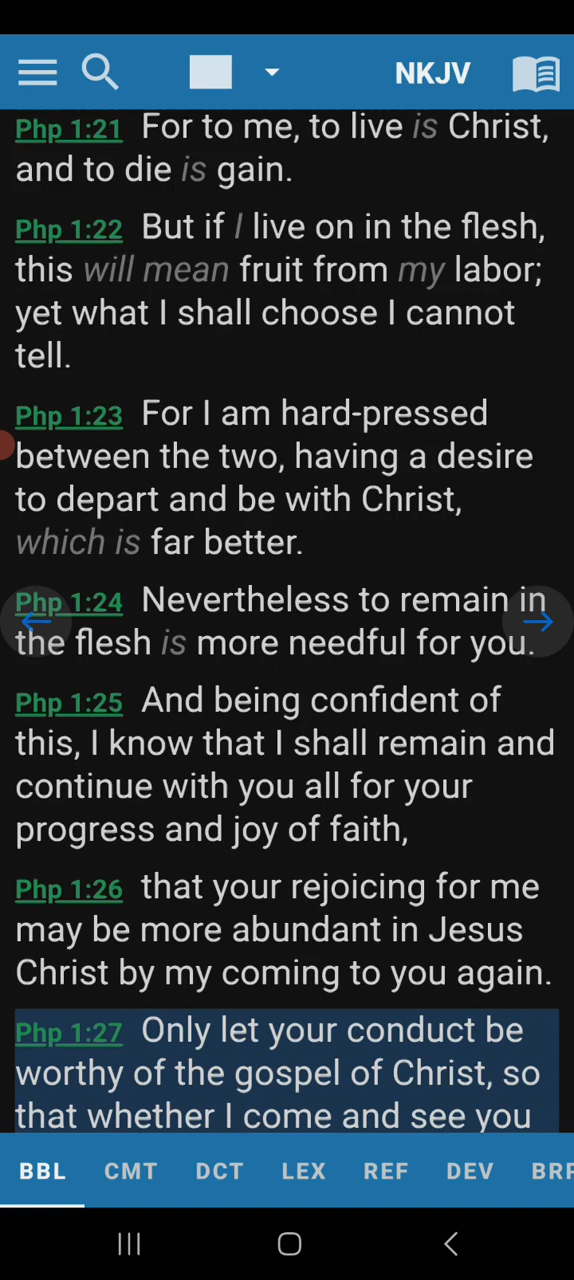 NKJV
Php 1:21 For to me, to live is Christ,
and to die is gain.
Php 1:22 But if I live on in the flesh,
this will mean fruit from my labor;
yet what I shall choose I cannot
tell.
Php 1:23 For I am hard-pressed
between the two, having a desire
to depart and be with Christ,
which is far better.
Php 1:24 Nevertheless to remain in
the flesh is more needful for you.
Php 1:25 And being confident of
this, I know that I shall remain and
continue with you all for your
progress and joy of faith,
Php 1:26 that your rejoicing for me
may be more abundant in Jesus
Christ by my coming to you again.
Php 1:27 Only let your conduct be
worthy of the gospel of Christ, so
that whether I come and see you
BBL CMT DCT LEX REF DEV BRF